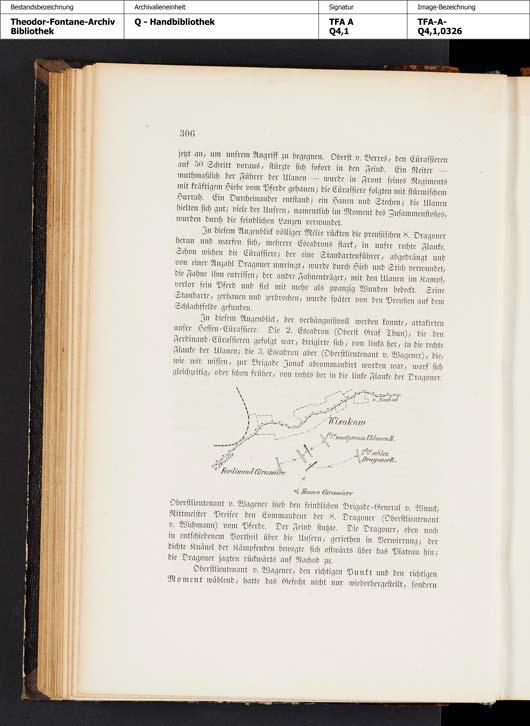 Bestandsbezeichnung
Archivalieneinheit
Signatur
Image-Bezeichnung
Theodor-Fontane-Archiv
Bibliothek
Q - Handbibliothek
TFA A
Q4,1
TFA-A-
Q4,1,0326
306
jetzt an, um unsrem Angriff zu begegnen. Oberst v. Berres, den Cürassieren
auf 50 Schritt voraus, stürzte sich sofort in den Feind. Ein Reiter —
muthmaßlich der Führer der Ulanen — wurde in Front seines Regiments
mit kräftigem Hiebe vom Pferde gehauen; die Cürassiere folgten mit stürmischem
Hurrah. Ein Durcheinander entstand; ein Hauen und Stechen; die Ulanen
hielten sich gut; viele der Unsren, namentlich im Moment des Zusammenstoßes,
wurden durch die feindlichen Lanzen verwundet.
In diesem Augenblick völliger Mêlée rückten die preußischen 8. Dragoner
heran und warfen sich, mehrere Escadrons stark, in unsre rechte Flanke.
Schon wichen die Cürassiere; der eine Standartenführer, abgedrängt und
von einer Anzahl Dragoner umringt, wurde durch Hieb und Stich verwundet,
die Fahne ihm entrissen; der andre Fahnenträger, mit den Ulanen im Kampf,
verlor sein Pferd und fiel mit mehr als zwanzig Wunden bedeckt. Seine
Standarte, zerhauen und zerbrochen, wurde später von den Preußen auf dem
Schlachtfelde gefunden.
In diesem Augenblick, der verhängnißvoll werden konnte, attakirten
unsre Hessen-Cürassiere. Die 2. Escadron (Oberst Graf Thun), die den
Ferdinand-Cürassieren gefolgt war, dirigirte sich, von links her, in die rechte
Flanke der Ulanen; die 3. Escadron aber (Oberstlieutenant v. Wagener), die,
wie wir wissen, zur Brigade Jonak abcommandirt worden war, warf sich
gleichzeitig, oder schon früher, von rechts her in die linke Flanke der Dragoner.
n. Nachod
Wisokow
westpreuss. Uhlanen R.
schles.
Dragoner R.
Ferdinand Cirassiere
Hessen Cirassiere
Oberstlieutenant v. Wagener hieb den feindlichen Brigade-General v. Wnuck,
Rittmeister Preiser den Commandeur der 8. Dragoner (Oberstlieutenant
v. Wichmann) vom Pferde. Der Feind stutzte. Die Dragoner, eben noch
in entschiedenem Vortheil über die Unsern, geriethen in Verwirrung; der
dichte Knäuel der Kämpfenden bewegte sich ostwärts über das Plateau hin;
die Dragoner jagten rückwärts auf Nachod zu.
Oberstlieutenant v. Wagener, den richtigen Punkt und den richtigen
Moment wählend, hatte das Gefecht nicht nur wiederhergestellt, sondern